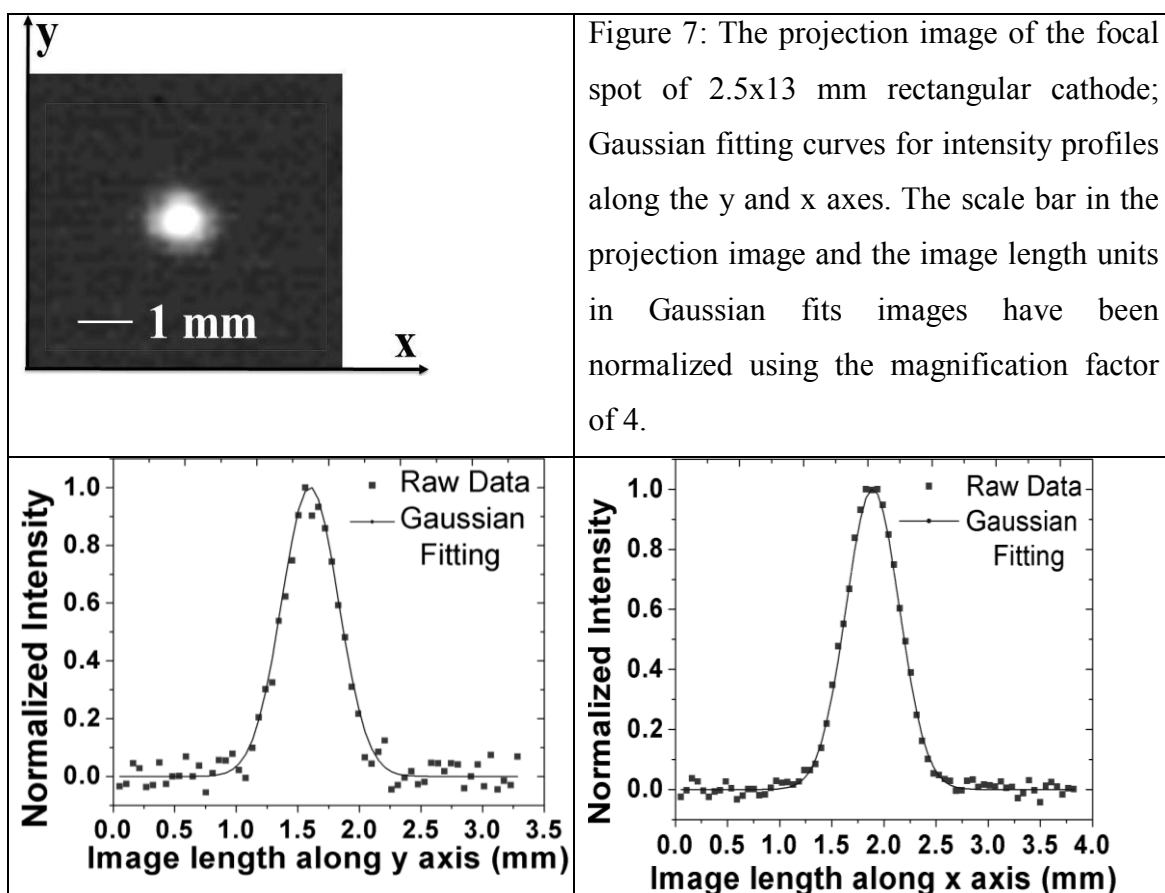 y
1 mm
x
Figure 7: The projection image of the focal
spot of 2.5x13 mm rectangular cathode;
Gaussian fitting curves for intensity profiles
along the y and x axes. The scale bar in the
projection image and the image length units
in Gaussian fits images have been
normalized using the magnification factor
of 4.
Normalized Intensity
1.0
0.8
0.6
0.4
0.2
0.0
Raw Data
Gaussian
Fitting
0.0 0.5 1.0 1.5 2.0 2.5 3.0 3.5
Image length along y axis (mm)
Normalized Intensity
1.0
0.8
0.6
0.4
0.2
0.0
Raw Data
Gaussian
Fitting
0.0 0.5 1.0 1.5 2.0 2.5 3.0 3.5 4.0
Image length along x axis (mm)